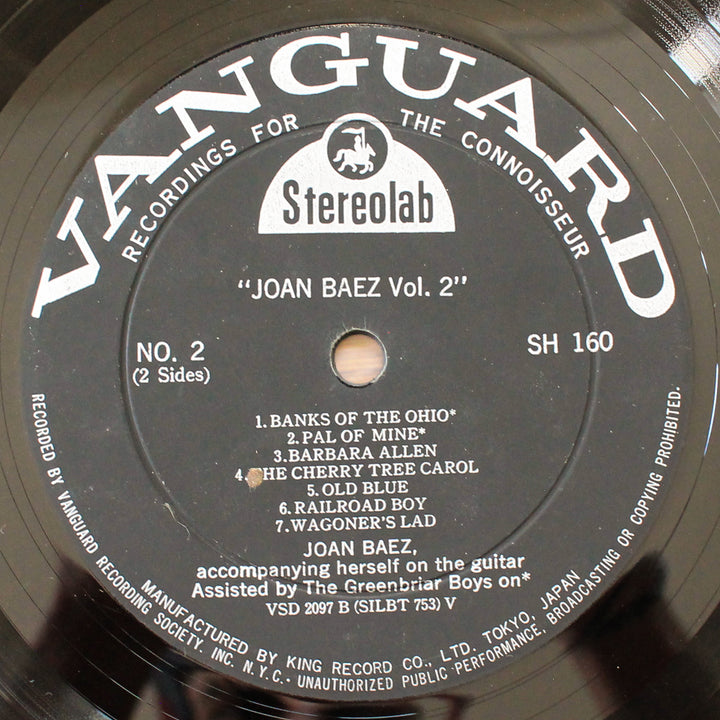 VANGUARD
RECORDINGS FOR THE CONNOISSEUR
Stereolab
"JOAN BAEZ Vol. 2"
NO. 2
(2 Sides)
SH 160
1. BANKS OF THE OHIO*
2. PAL OF MINE*
3. BARBARA ALLEN
4. HE CHERRY TREE CAROL
5. OLD BLUE
6. RAILROAD BOY
7. WAGONER'S LAD
JOAN BAEZ,
accompanying herself on the guitar
Assisted by The Greenbriar Boys on*
VSD 2097 B (SILBT 753) V
MANUFACTURED BY KING RECORD CO., LTD. TOKYO, JAPAN
RECORDED BY VANGUARD RECORDING SOCIETY, INC. N.Y.C. · UNAUTHORIZED PUBLIC PERFORMANCE, BROADCASTING OR COPYING PROHIBITED.